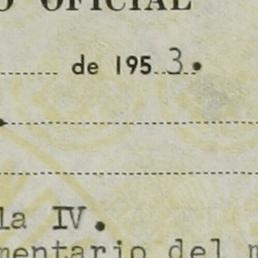 O OFICIAL
de 195 3.
la IV.
mentario del m